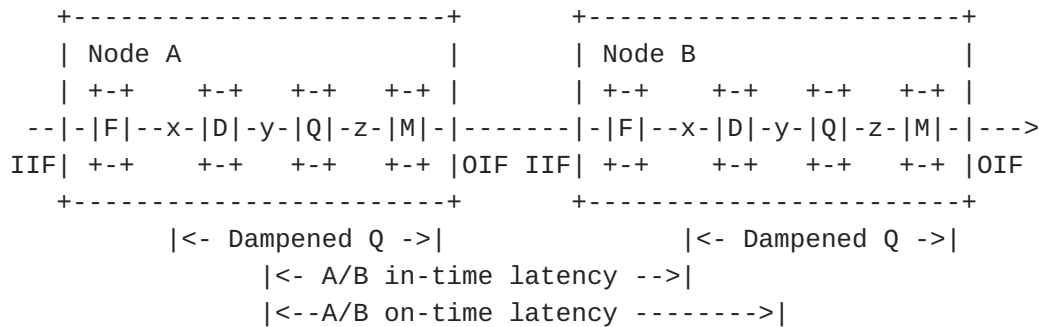 +------------------------+       +------------------------+
   | Node A                 |       | Node B                 |
   | +-+    +-+   +-+   +-+ |       | +-+    +-+   +-+   +-+ |
 --|-|F|--x-|D|-y-|Q|-z-|M|-|-------|-|F|--x-|D|-y-|Q|-z-|M|-|--->
IIF| +-+    +-+   +-+   +-+ |OIF IIF| +-+    +-+   +-+   +-+ |OIF
   +------------------------+       +------------------------+
          |<- Dampened Q ->|               |<- Dampened Q ->|
                |<- A/B in-time latency -->|
                |<--A/B on-time latency -------->|